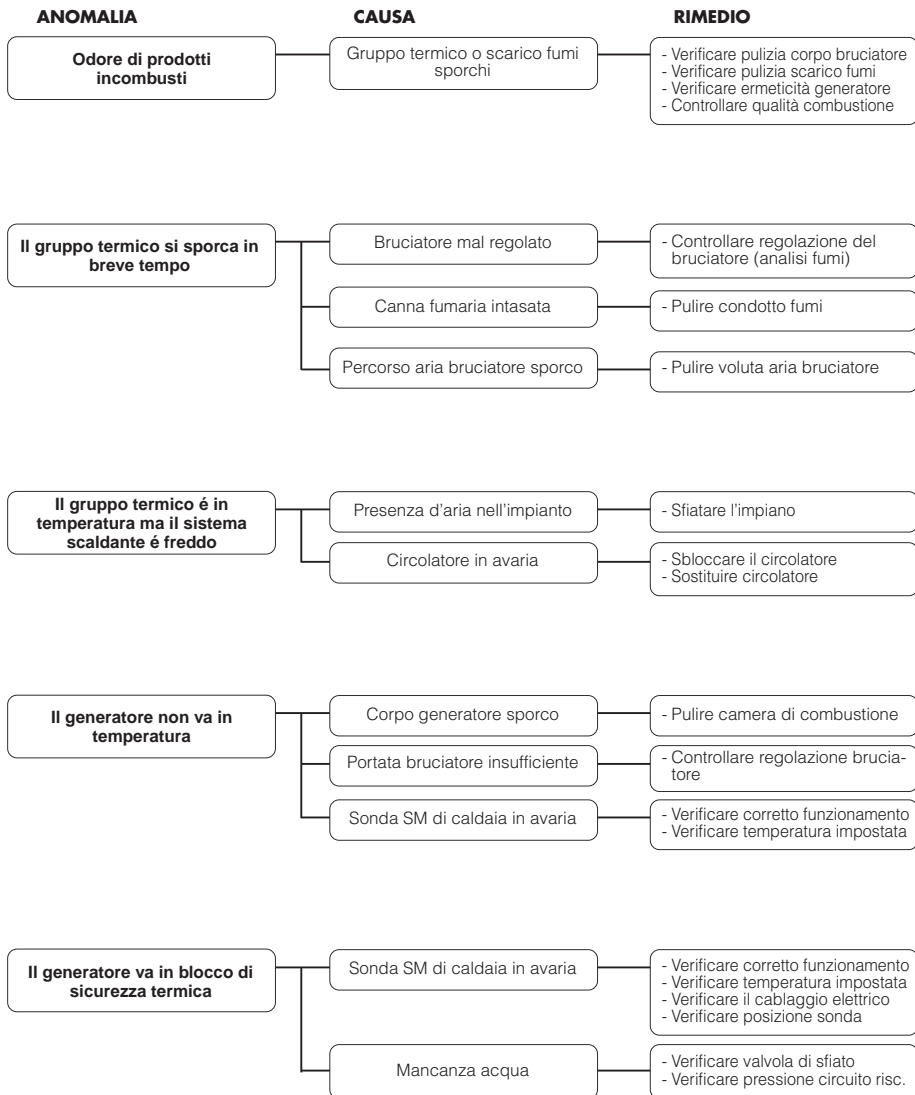 ANOMALIA CAUSA RIMEDIO
Odore di prodotti
incombusti
Gruppo termico o scarico fumi
sporchi
- Verificare pulizia corpo bruciatore
- Verificare pulizia scarico fumi
- Verificare ermeticità generatore
- Controllare qualità combustione
Il gruppo termico si sporca in
breve tempo
Bruciatore mal regolato
- Controllare regolazione del
bruciatore (analisi fumi)
Canna fumaria intasata
- Pulire condotto fumi
Percorso aria bruciatore sporco
- Pulire voluta aria bruciatore
Il gruppo termico é in
temperatura ma il sistema
scaldante é freddo
Presenza d’aria nell’impianto
- Sfiatare l’impiano
Circolatore in avaria
- Sbloccare il circolatore
- Sostituire circolatore
Il generatore non va in
temperatura
Corpo generatore sporco
- Pulire camera di combustione
Portata bruciatore insufficiente
- Controllare regolazione brucia-
tore
Sonda SM di caldaia in avaria
- Verificare corretto funzionamento
- Verificare temperatura impostata
Il generatore va in blocco di
sicurezza termica
Sonda SM di caldaia in avaria
- Verificare corretto funzionamento
- Verificare temperatura impostata
- Verificare il cablaggio elettrico
- Verificare posizione sonda
Mancanza acqua
- Verificare valvola di sfiato
- Verificare pressione circuito risc.